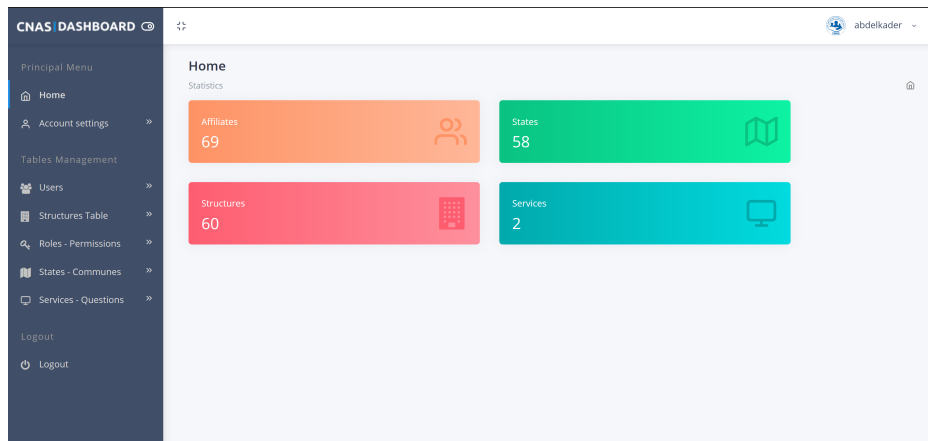 CNAS|DASHBOARD
abdelkader
Principal Menu
Home
Account settings
Tables Management
Users
Structures Table
Roles - Permissions
States - Communes
Services - Questions
Logout
Logout
Home
Statistics
Affiliates
69
States
58
Structures
60
Services
2